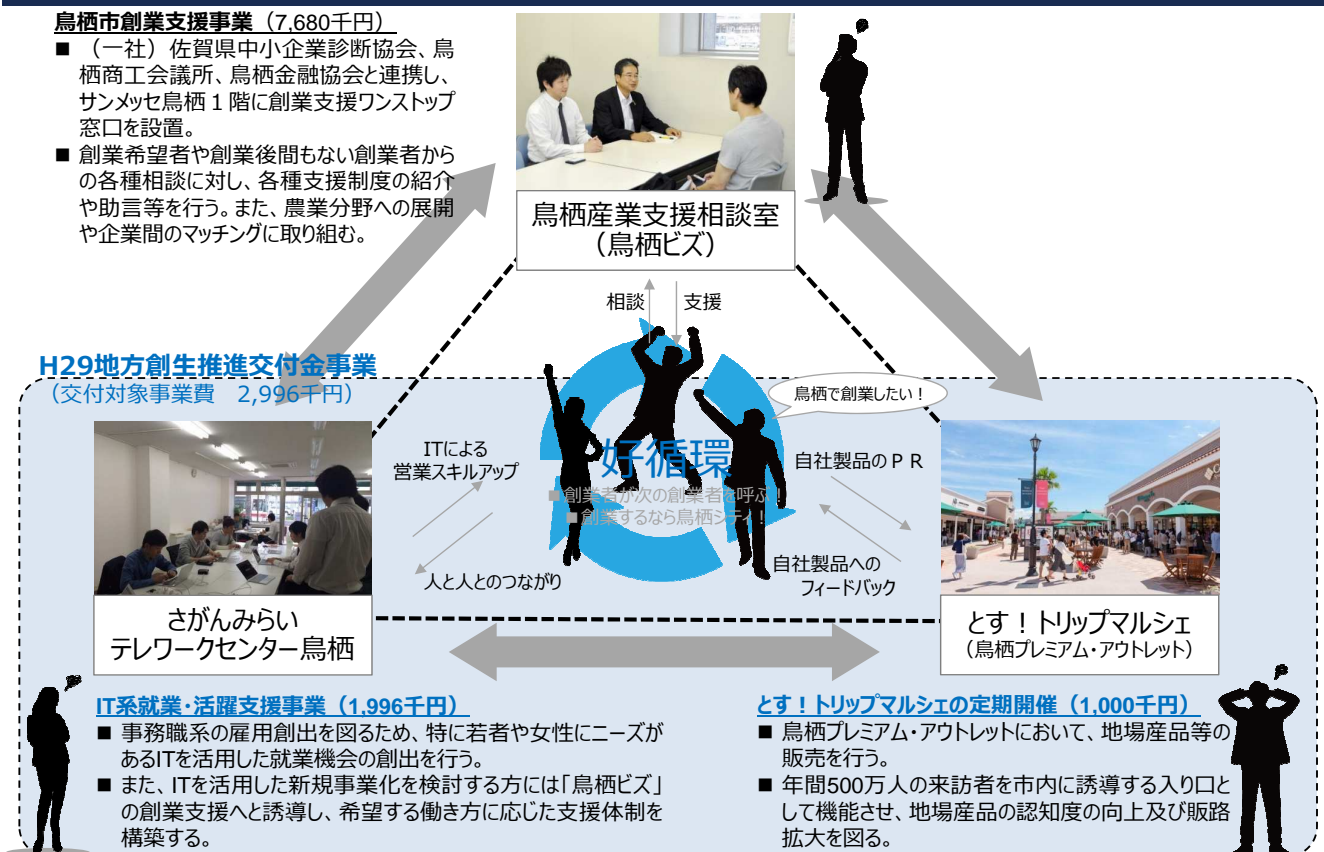 鳥栖市創業支援事業（7,680千円）
■ （一社）佐賀県中小企業診断協会、鳥
栖商工会議所、鳥栖金融協会と連携し、
サンメッセ鳥栖１階に創業支援ワンストップ
窓口を設置。
■ 創業希望者や創業後間もない創業者から
の各種相談に対し、各種支援制度の紹介
や助言等を行う。また、農業分野への展開
や企業間のマッチングに取り組む。
鳥栖産業支援相談室
（鳥栖ビズ）
相談
支援
H29地方創生推進交付金事業
（交付対象事業費　2,996千円）
鳥栖で創業したい！
ITによる
営業スキルアップ
好循環
■創業者が次の創業者を呼ぶ！
■創業するなら鳥栖シティ！
自社製品のＰＲ
人と人とのつながり
自社製品への
フィードバック
さがんみらい
テレワークセンター鳥栖
とす！トリップマルシェ
（鳥栖プレミアム・アウトレット）
IT系就業・活躍支援事業（1,996千円）
■ 事務職系の雇用創出を図るため、特に若者や女性にニーズが
あるITを活用した就業機会の創出を行う。
■ また、ITを活用した新規事業化を検討する方には「鳥栖ビズ」
の創業支援へと誘導し、希望する働き方に応じた支援体制を
構築する。
とす！トリップマルシェの定期開催（1,000千円）
■ 鳥栖プレミアム・アウトレットにおいて、地場産品等の
販売を行う。
■ 年間500万人の来訪者を市内に誘導する入り口と
して機能させ、地場産品の認知度の向上及び販路
拡大を図る。